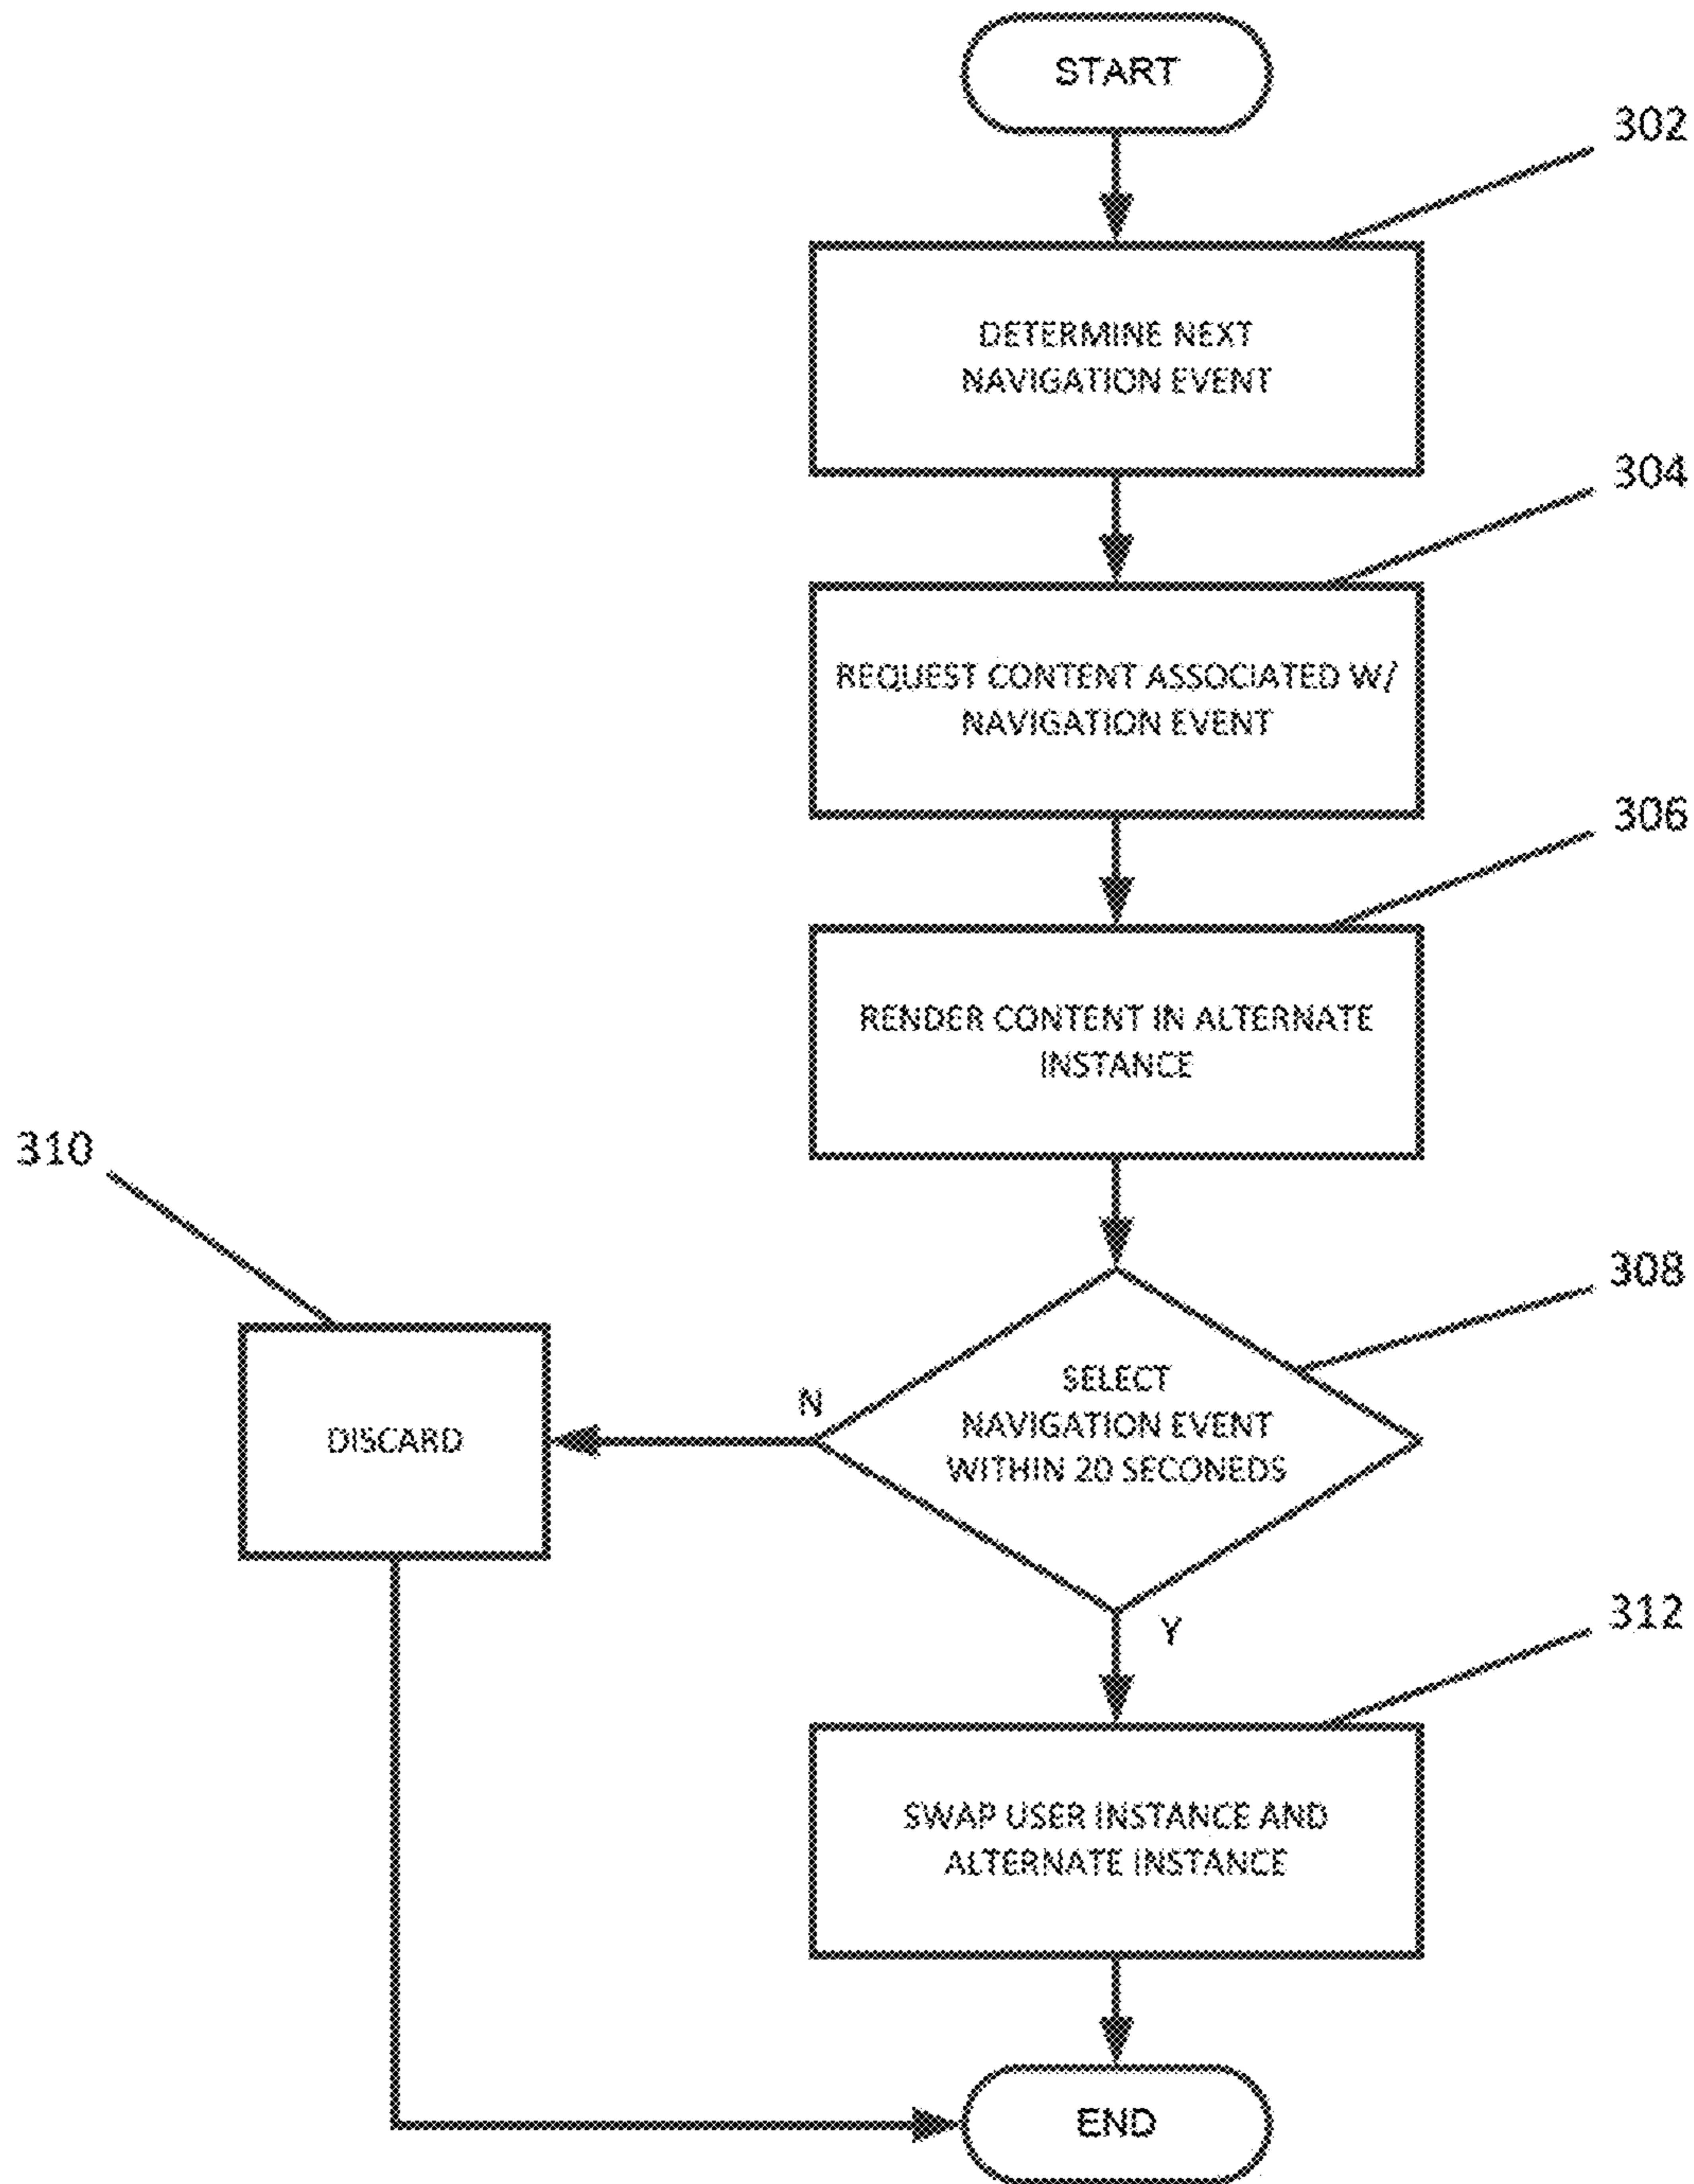 START
302
DETERMINE NEXT
NAVIGATION EVENT
304
REQUEST CONTENT ASSOCIATED W/
NAVIGATION EVENT
306
RENDER CONTENT IN ALTERNATE
INSTANCE
310
308
SELECT
NAVIGATION EVENT
WITHIN 20 SECONEDS
N
DISCARD
Y
312
SWAP USER INSTANCE AND
ALTERNATE INSTANCE
END